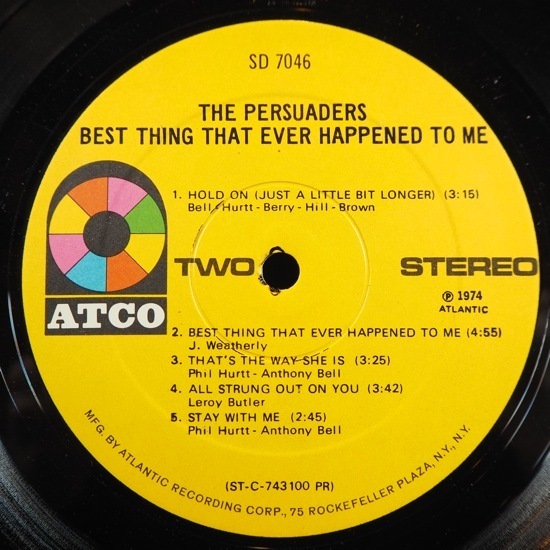 SD 7046
THE PERSUADERS
BEST THING THAT EVER HAPPENED TO ME
1. HOLD ON (JUST A LITTLE BIT LONGER) (3:15)
Bell-Hurtt-Berry-Hill-Brown
TWO STEREO
ATCO
℗ 1974
ATLANTIC
2. BEST THING THAT EVER HAPPENED TO ME (4:55)
J. Weatherly
3. THAT'S THE WAY SHE IS (3:25)
Phil Hurtt-Anthony Bell
4. ALL STRUNG OUT ON YOU (3:42)
Leroy Butler
5. STAY WITH ME (2:45)
Phil Hurtt-Anthony Bell
(ST-C-743100 PR)
MFG. BY ATLANTIC RECORDING CORP., 75 ROCKEFELLER PLAZA, N.Y., N.Y.